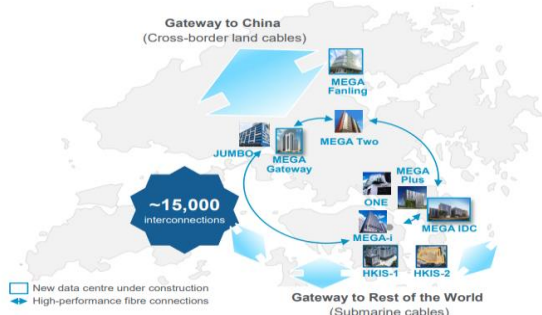 Gateway to China
(Cross-border land cables)
MEGA
Fanling
MEGA Two
JUMBO
MEGA
Gateway
MEGA
Plus
ONE
MEGA IDC
MEGA-i
~15,000
interconnections
HKIS-1
HKIS-2
New data centre under construction
High-performance fibre connections
Gateway to Rest of the World
(Submarine cables)